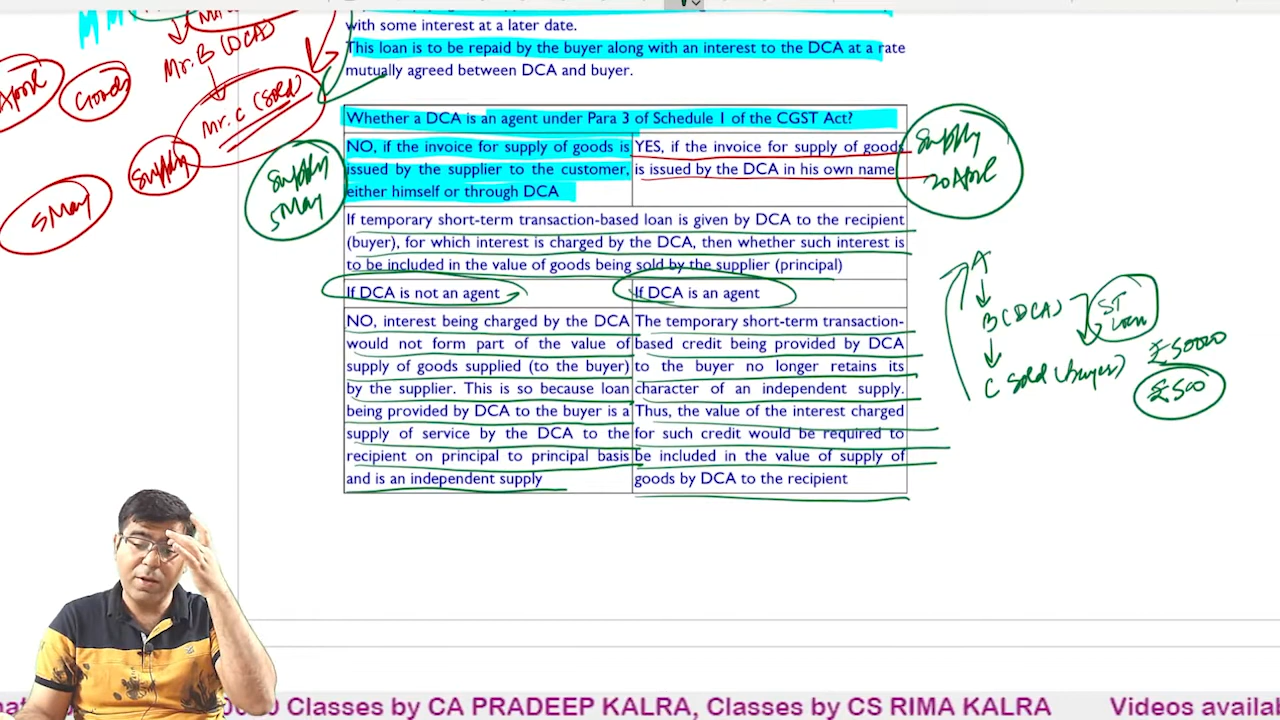 with some interest at a later date.
This loan is to be repaid by the buyer along with an interest to the DCA at a rate
mutually agreed between DCA and buyer.
Mr. B (DCA)
Mr. C (Sold)
April
Goods
Supply
5 May
Whether a DCA is an agent under Para 3 of Schedule 1 of the CGST Act?
NO, if the invoice for supply of goods is
issued by the supplier to the customer,
either himself or through DCA
YES, if the invoice for supply of goods
is issued by the DCA in his own name
Supply
5 May
Supply
20 April
If temporary short-term transaction-based loan is given by DCA to the recipient
(buyer), for which interest is charged by the DCA, then whether such interest is
to be included in the value of goods being sold by the supplier (principal)
If DCA is not an agent
If DCA is an agent
NO, interest being charged by the DCA
would not form part of the value of
supply of goods supplied (to the buyer)
by the supplier. This is so because loan
being provided by DCA to the buyer is a
supply of service by the DCA to the
recipient on principal to principal basis
and is an independent supply
The temporary short-term transaction-
based credit being provided by DCA
to the buyer no longer retains its
character of an independent supply.
Thus, the value of the interest charged
for such credit would be required to
be included in the value of supply of
goods by DCA to the recipient
A
B (DCA)
C Sold (buyer)
ST
Loan
₹ 50000
₹ 500
Classes by CA PRADEEP KALRA, Classes by CS RIMA KALRA
Videos availa